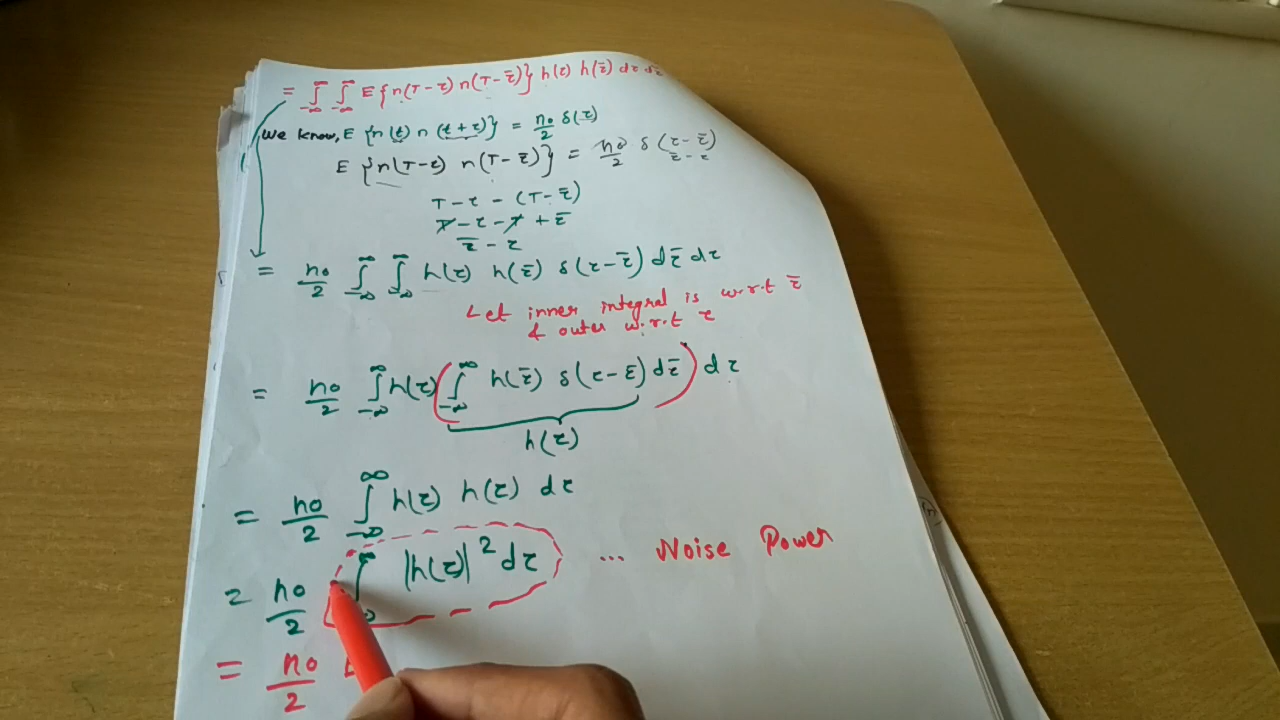 = ∫_{-∞}^{∞} ∫_{-∞}^{∞} E{n(T-τ) n(T-τ̄)} h(τ) h(τ̄) dτ dτ̄
We know, E {n(t) n(t+τ)} = n0/2 δ(τ)
E {n(T-τ) n(T-τ̄)} = n0/2 δ(τ-τ̄)
τ̄-τ
T-τ-(T-τ̄)
T-τ-T+τ̄
τ̄-τ
= n0/2 ∫_{-∞}^{∞} ∫_{-∞}^{∞} h(τ) h(τ̄) δ(τ-τ̄) dτ̄ dτ
Let inner integral is w.r.t τ̄
& outer w.r.t τ
= n0/2 ∫_{-∞}^{∞} h(τ) (∫_{-∞}^{∞} h(τ̄) δ(τ-τ̄) dτ̄) dτ
h(τ)
= n0/2 ∫_{-∞}^{∞} h(τ) h(τ) dτ
= n0/2 ∫^{∞} |h(τ)|² dτ ... Noise Power
= n0/2